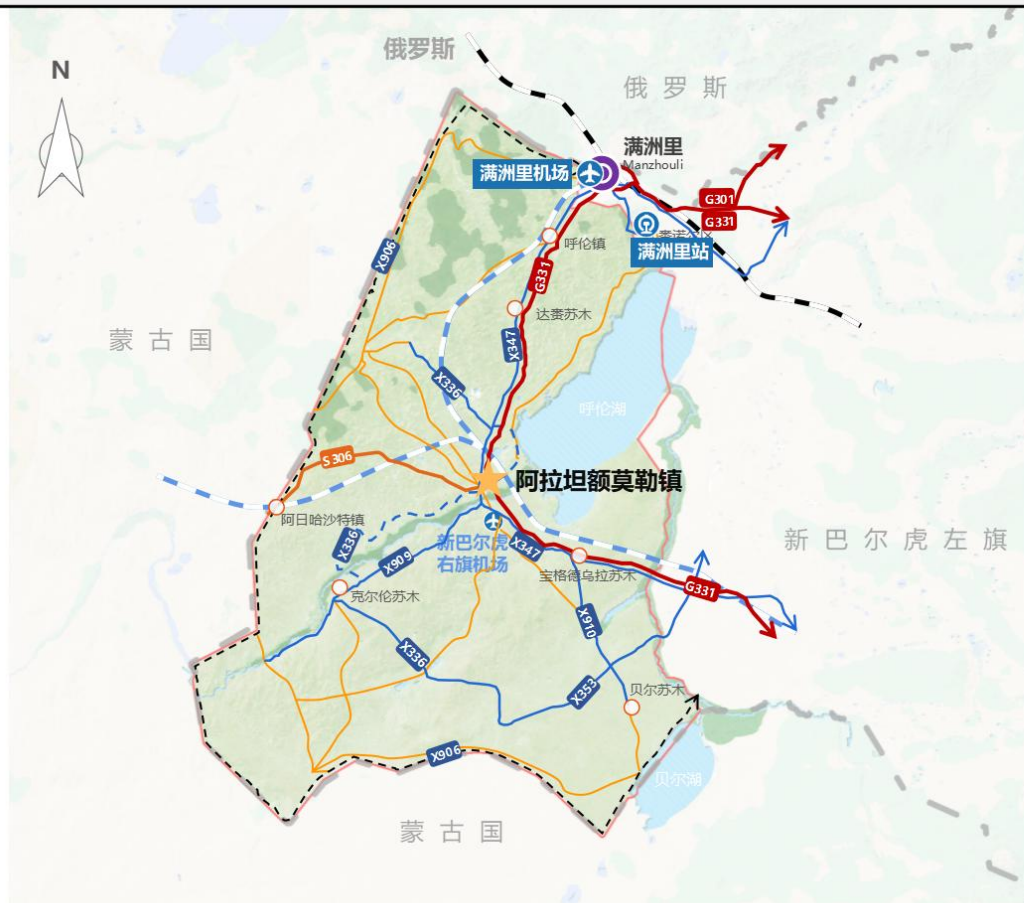 俄罗斯
俄罗斯
N
满洲里
Manzhouli
满洲里机场
G301
G331
满洲里站
呼伦镇
X906
G331
蒙古国
达赉苏木
X347
X336
呼伦湖
S306
阿拉坦额莫勒镇
阿日哈沙特镇
新巴尔虎左旗
X336
新巴尔虎
右旗机场
X347
X909
宝格德乌拉苏木
G331
克尔伦苏木
X910
X336
X353
贝尔苏木
X906
贝尔湖
蒙古国